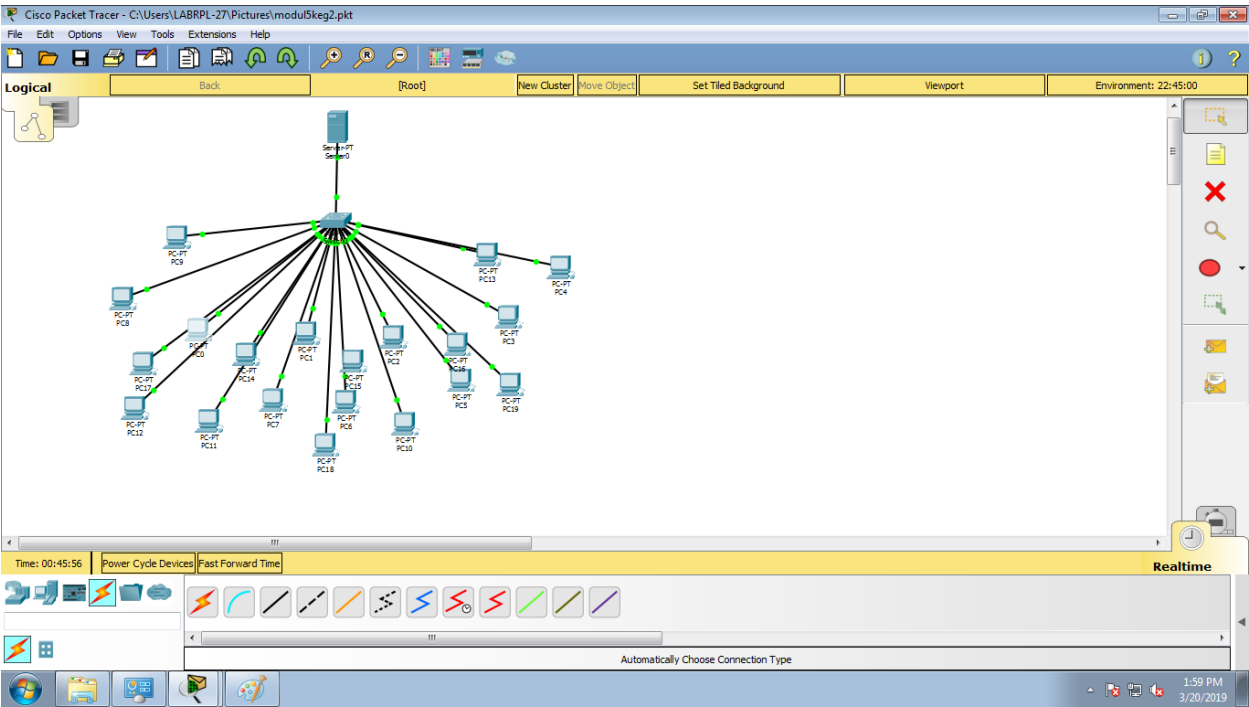 Cisco Packet Tracer - C:\Users\LABRPL-27\Pictures\modul5keg2.pkt
File Edit Options View Tools Extensions Help
Logical Back [Root] New Cluster Move Object Set Tiled Background Viewport Environment: 22:45:00
Server-PT
Server0
PC-PT
PC9
PC-PT
PC13
PC-PT
PC4
PC-PT
PC8
PC-PT
PC3
PC-PT
PC0
PC-PT
PC1
PC-PT
PC2
PC-PT
PC16
PC-PT
PC14
PC-PT
PC15
PC-PT
PC17
PC-PT
PC5
PC-PT
PC19
PC-PT
PC7
PC-PT
PC6
PC-PT
PC12
PC-PT
PC11
PC-PT
PC10
PC-PT
PC18
Time: 00:45:56 Power Cycle Devices Fast Forward Time Realtime
Automatically Choose Connection Type
1:59 PM
3/20/2019